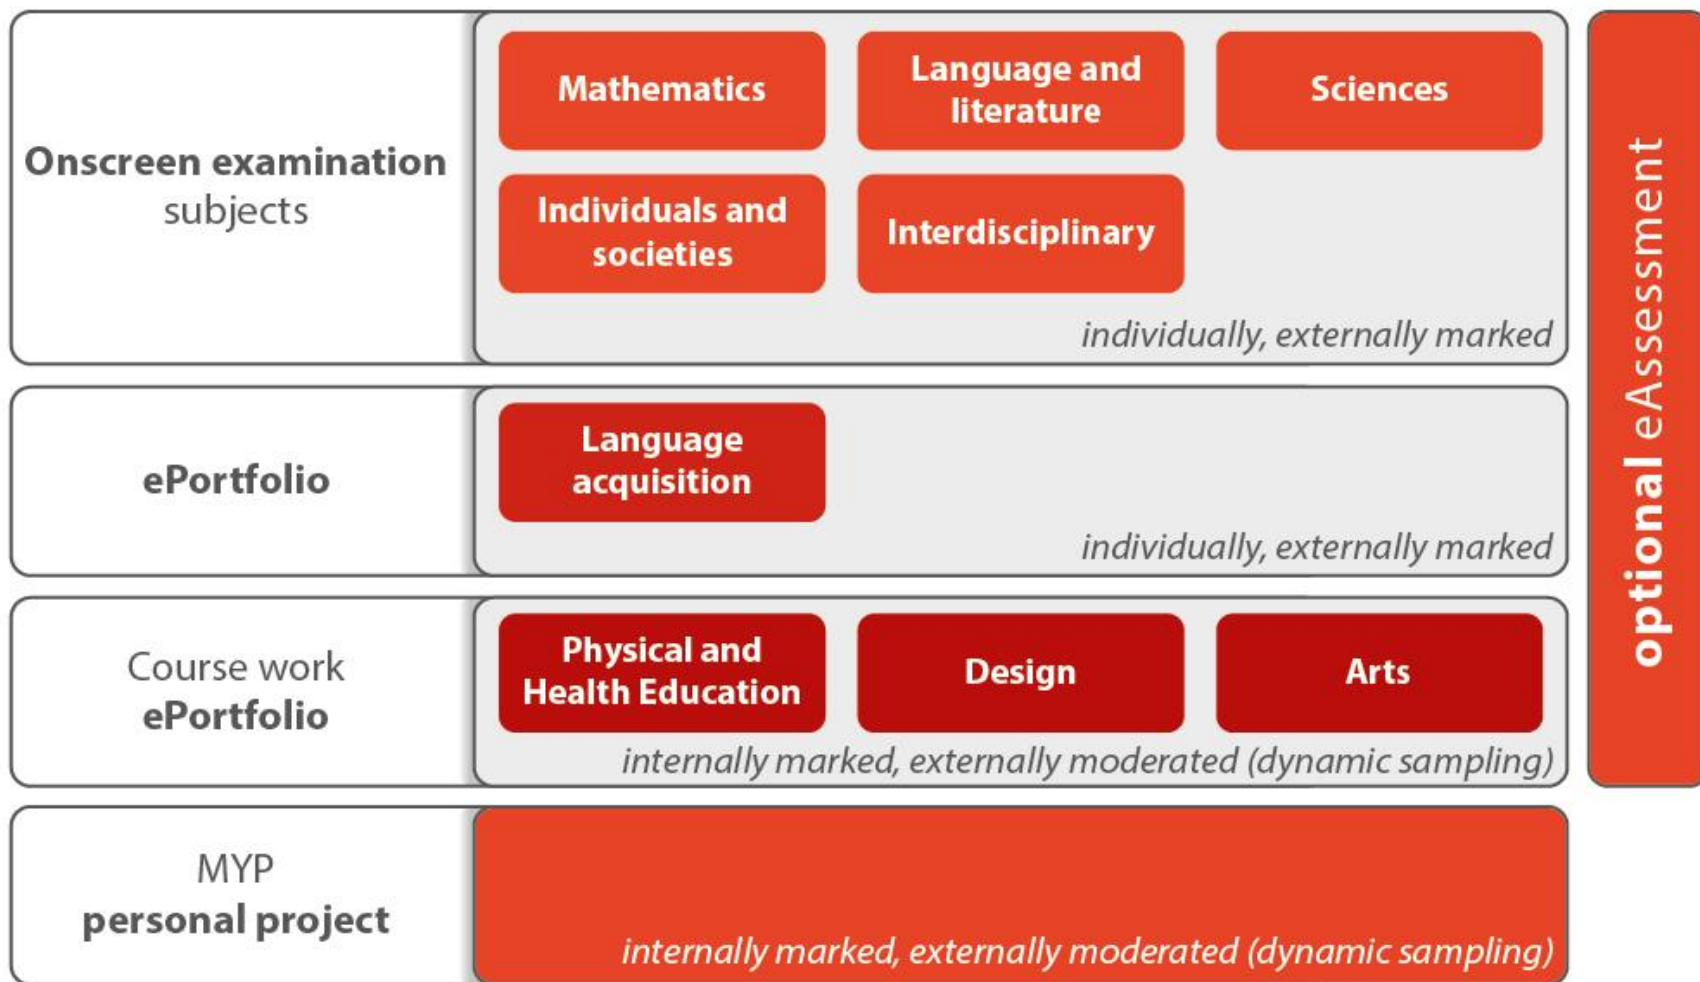 Onscreen examination
subjects
Mathematics
Language and
literature
Sciences
Individuals and
societies
Interdisciplinary
individually, externally marked
ePortfolio
Language
acquisition
individually, externally marked
Course work
ePortfolio
Physical and
Health Education
Design
Arts
internally marked, externally moderated (dynamic sampling)
MYP
personal project
internally marked, externally moderated (dynamic sampling)
optional eAssessment